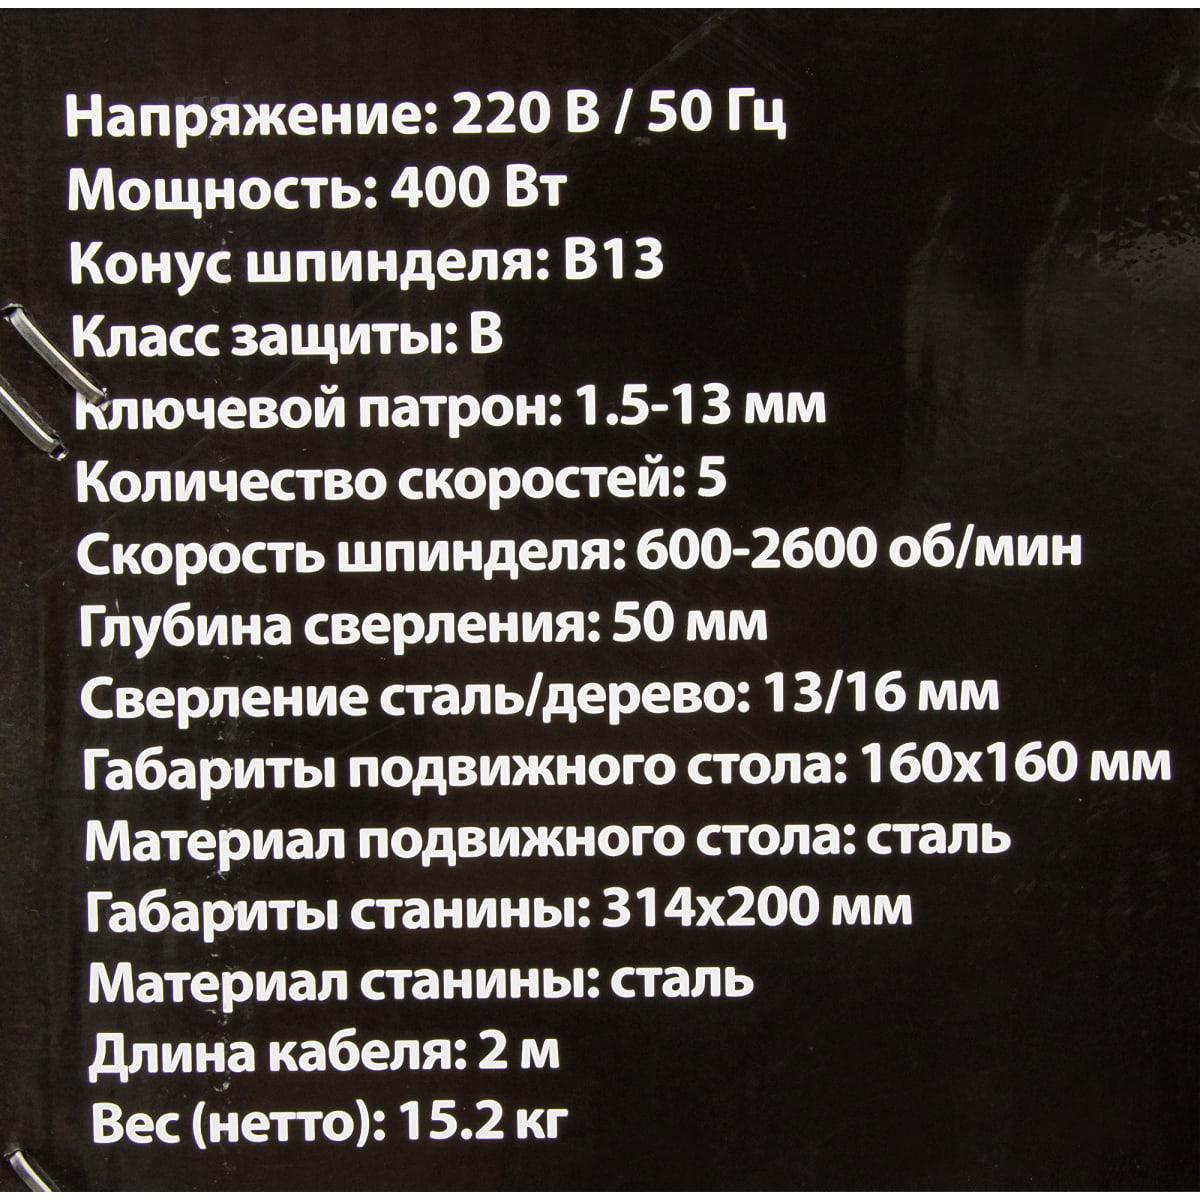 Напряжение: 220 В / 50 Гц
Мощность: 400 Вт
Конус шпинделя: В13
Класс защиты: В
Ключевой патрон: 1.5-13 мм
Количество скоростей: 5
Скорость шпинделя: 600-2600 об/мин
Глубина сверления: 50 мм
Сверление сталь/дерево: 13/16 мм
Габариты подвижного стола: 160х160 мм
Материал подвижного стола: сталь
Габариты станины: 314х200 мм
Материал станины: сталь
Длина кабеля: 2 м
Вес (нетто): 15.2 кг